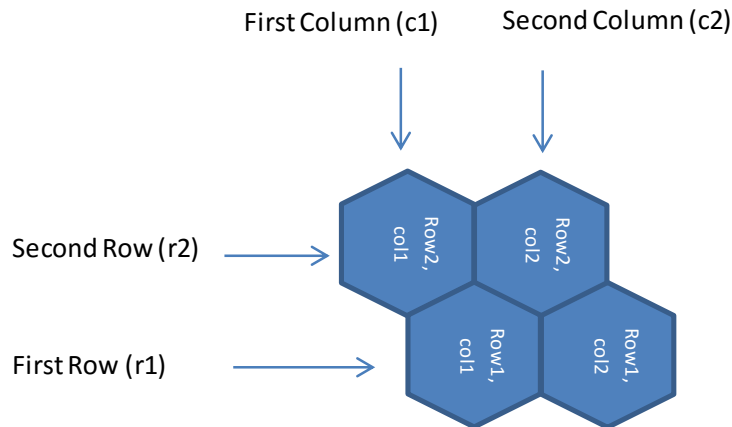 First Column (c1)
Second Column (c2)
Second Row (r2)
Row2,
col1
Row2,
col2
First Row (r1)
Row1,
col1
Row1,
col2